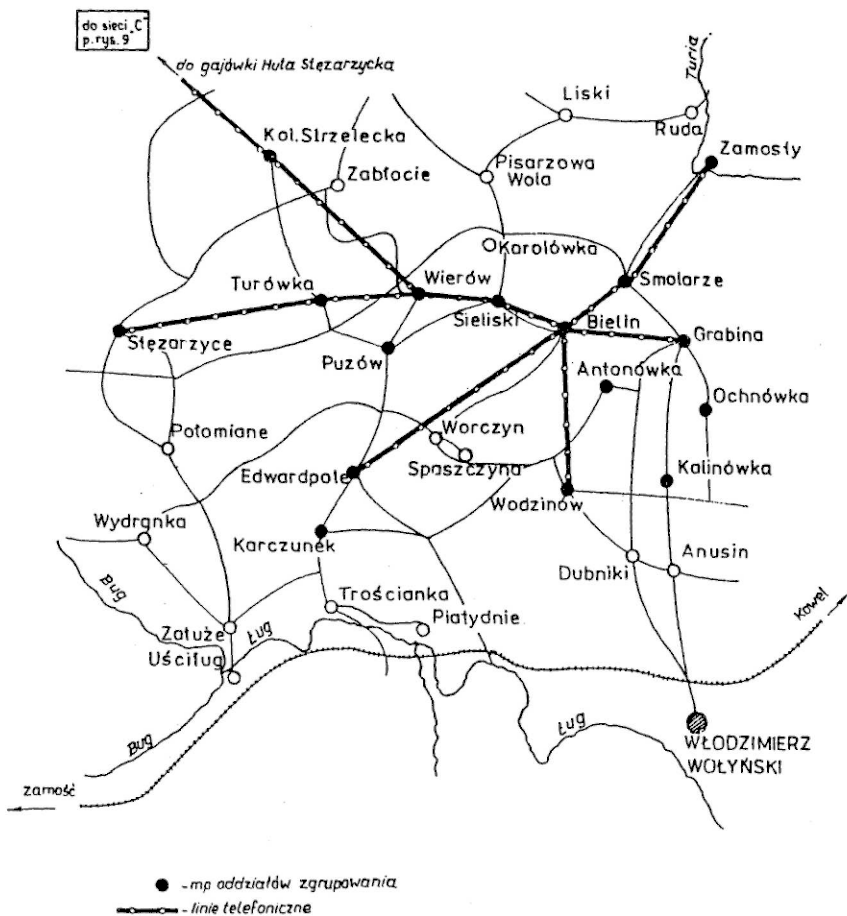 do sieci „C”
p.rys. 9
do gajówki Huta Stężarzycka
Turia
Liski
Ruda
Kol. Strzelecka
Zamosty
Pisarzowa
Wola
Zabłocie
Karolówka
Smolarze
Turówka
Wierów
Sieliski
Bielin
Grabina
Stężarzyce
Puzów
Antonówka
Ochnówka
Worczyn
Połomiane
Spaszczyna
Edwardpole
Kalinówka
Wodzinów
Wydranka
Karczunek
Dubniki
Anusin
Bug
Trościanka
Piatydnie
Kowel
Załuże
Ług
Uściług
Bug
Ług
WŁODZIMIERZ
WOŁYŃSKI
Zamość
- mp oddziałów zgrupowania
- linie telefoniczne